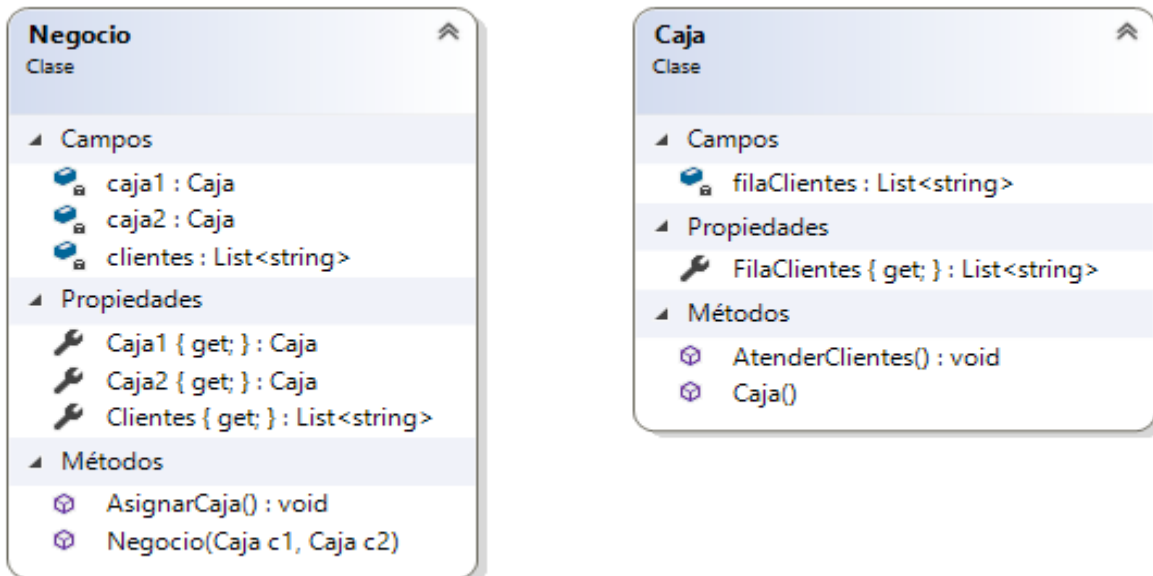 Negocio
Clase
Campos
caja1 : Caja
caja2 : Caja
clientes : List<string>
Propiedades
Caja1 { get; } : Caja
Caja2 { get; } : Caja
Clientes { get; } : List<string>
Métodos
AsignarCaja() : void
Negocio(Caja c1, Caja c2)
Caja
Clase
Campos
filaClientes : List<string>
Propiedades
FilaClientes { get; } : List<string>
Métodos
AtenderClientes() : void
Caja()